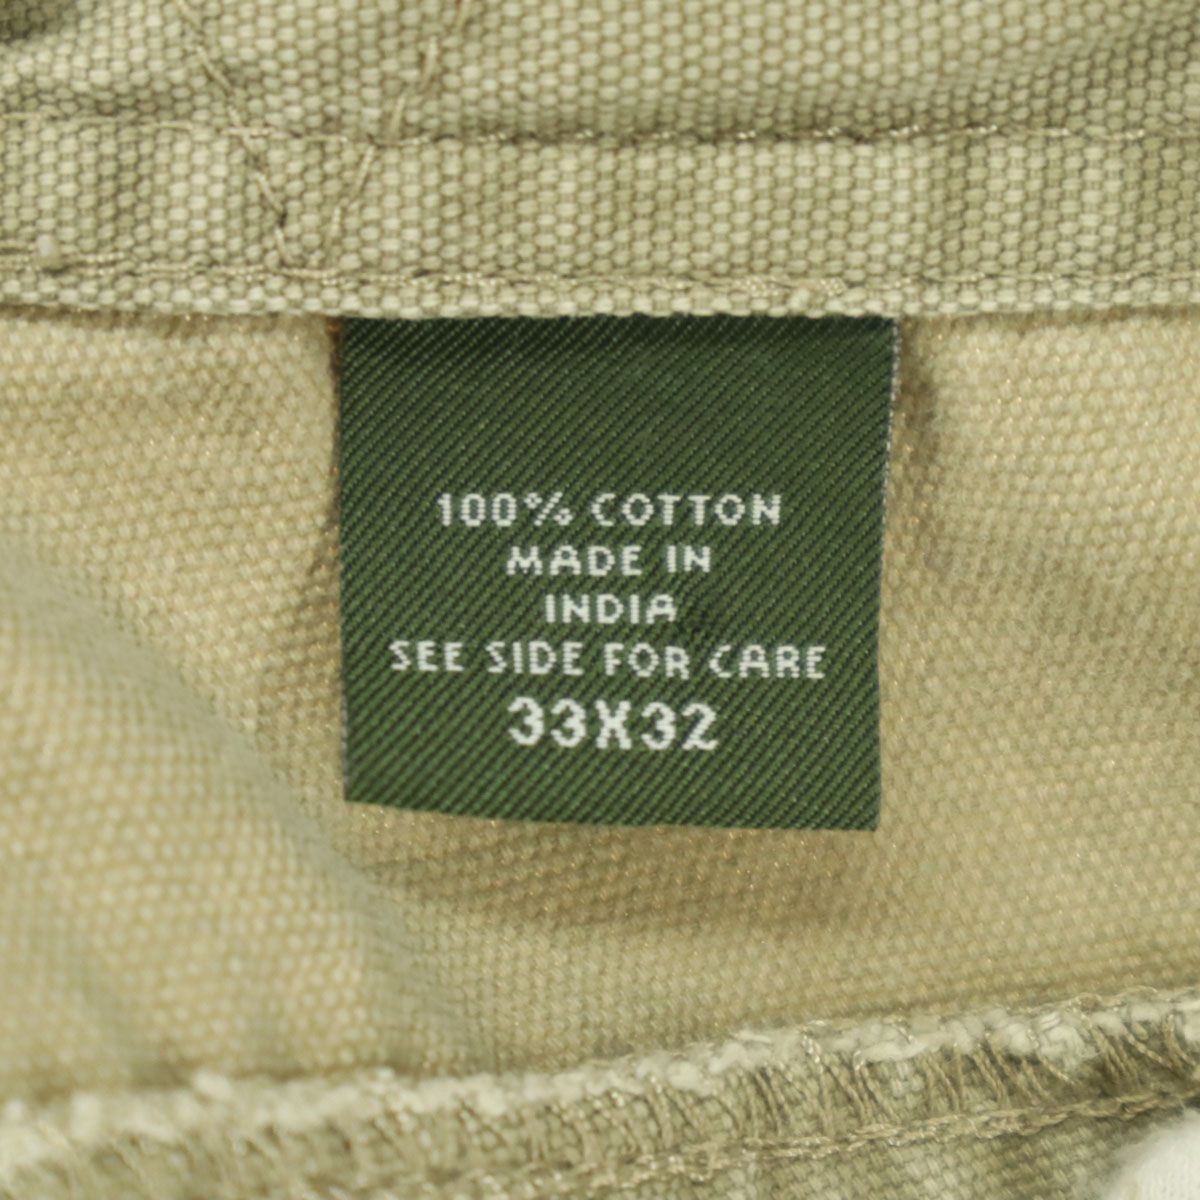 100% COTTON
MADE IN
INDIA
SEE SIDE FOR CARE
33X32